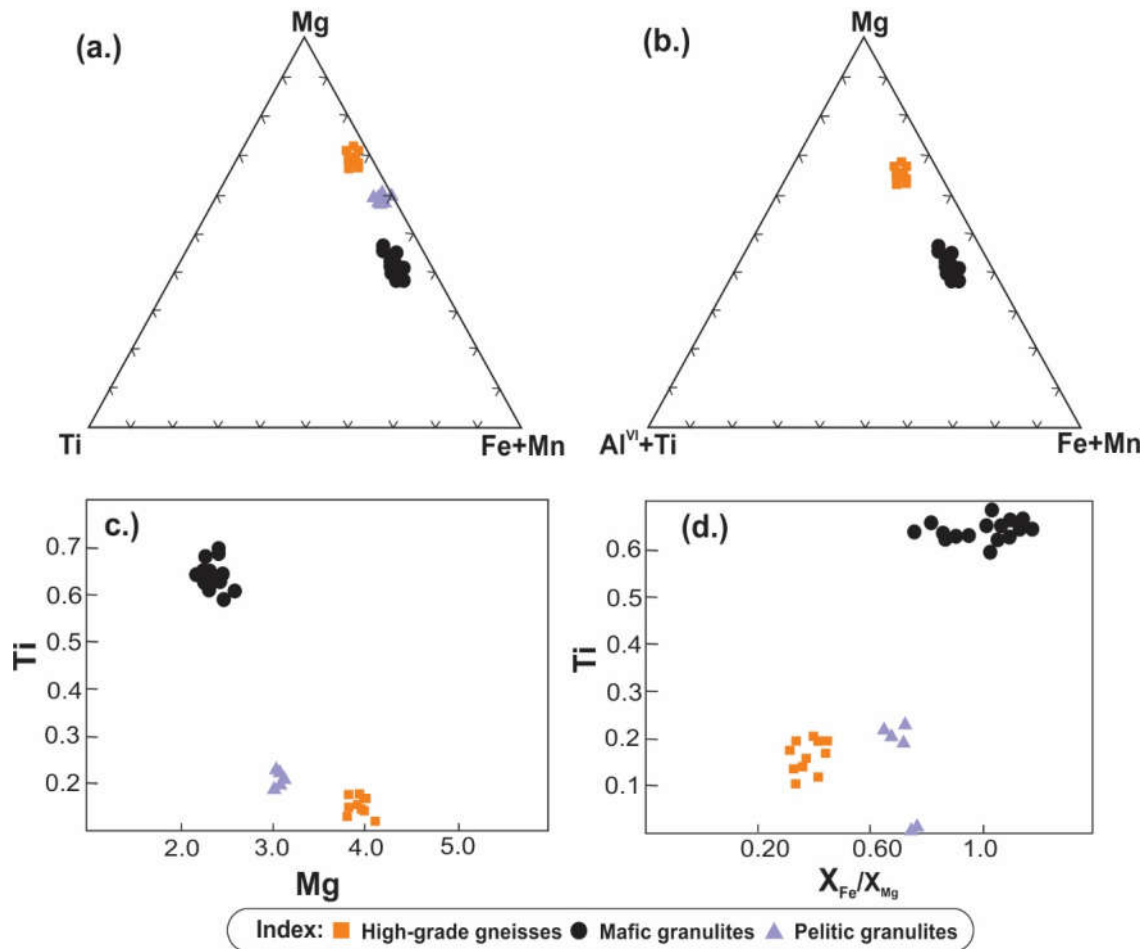 (a.)
Mg
Ti
Fe+Mn
(b.)
Mg
Al^VI+Ti
Fe+Mn
c.)
Ti
0.7
0.6
0.5
0.4
0.3
0.2
2.0 3.0 4.0 5.0
Mg
(d.)
Ti
0.6
0.5
0.4
0.3
0.2
0.1
0.20 0.60 1.0
X_Fe/X_Mg
Index: High-grade gneisses Mafic granulites Pelitic granulites